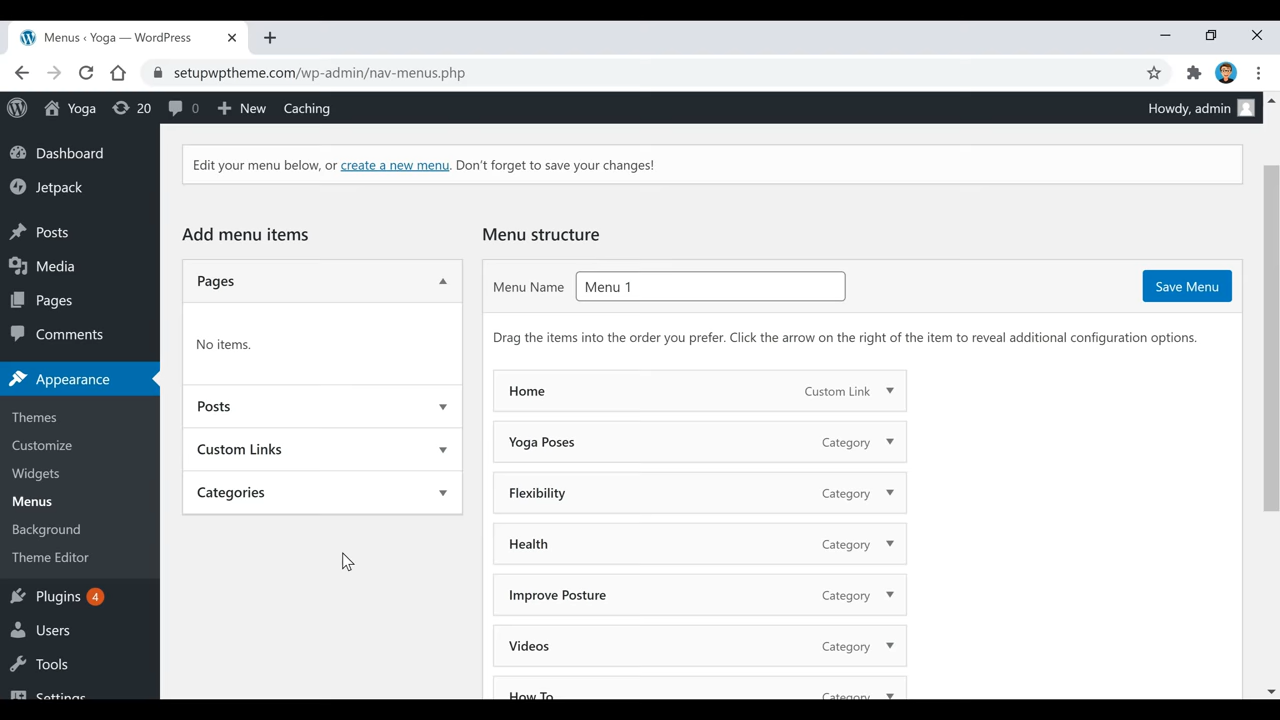 Menus ‹ Yoga — WordPress
setupwptheme.com/wp-admin/nav-menus.php
Yoga 20 0 New Caching Howdy, admin
Dashboard
Jetpack
Posts
Media
Pages
Comments
Appearance
Themes
Customize
Widgets
Menus
Background
Theme Editor
Plugins 4
Users
Tools
Settings
Edit your menu below, or create a new menu. Don’t forget to save your changes!
Add menu items
Pages
No items.
Posts
Custom Links
Categories
Menu structure
Menu Name Menu 1 Save Menu
Drag the items into the order you prefer. Click the arrow on the right of the item to reveal additional configuration options.
Home Custom Link
Yoga Poses Category
Flexibility Category
Health Category
Improve Posture Category
Videos Category
How To Category